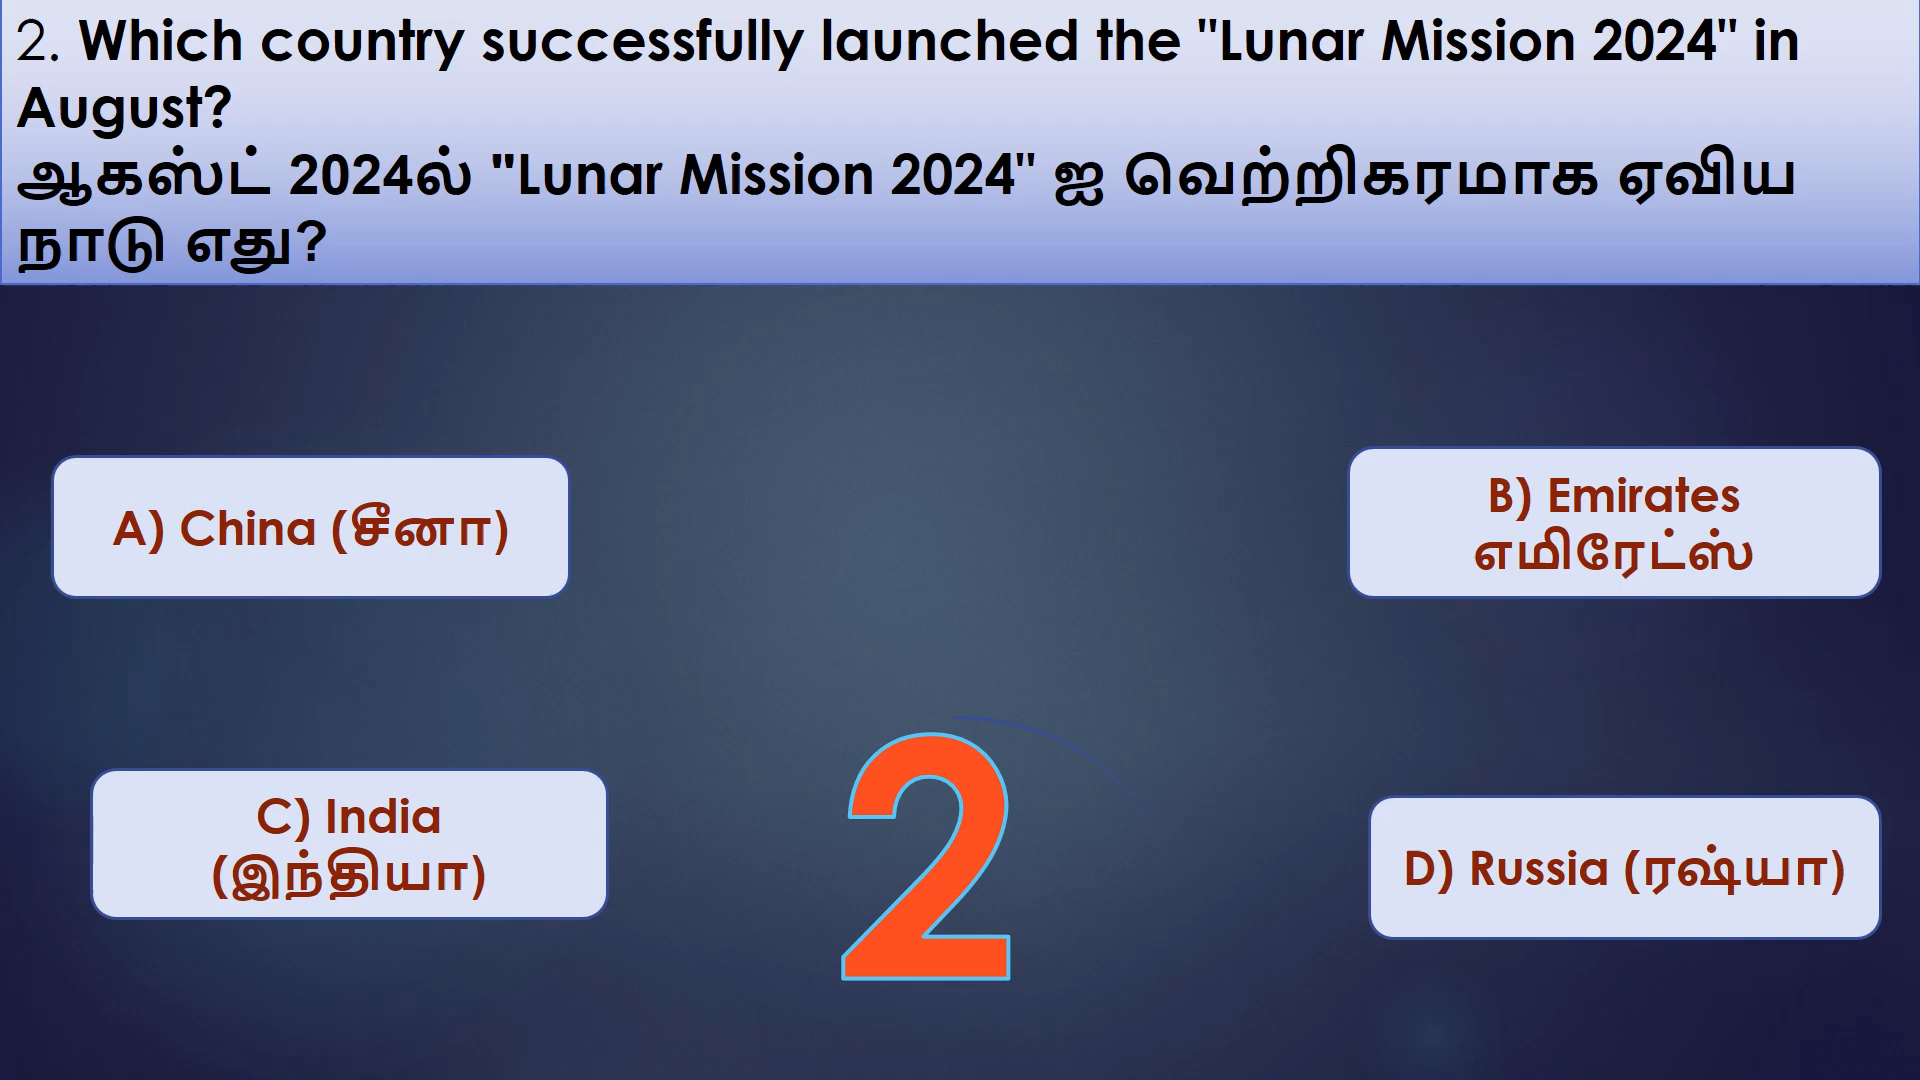 2. Which country successfully launched the "Lunar Mission 2024" in
August?
ஆகஸ்ட் 2024ல் "Lunar Mission 2024" ஐ வெற்றிகரமாக ஏவிய
நாடு எது?
A) China (சீனா)
B) Emirates
எமிரேட்ஸ்
C) India
(இந்தியா)
D) Russia (ரஷ்யா)
2